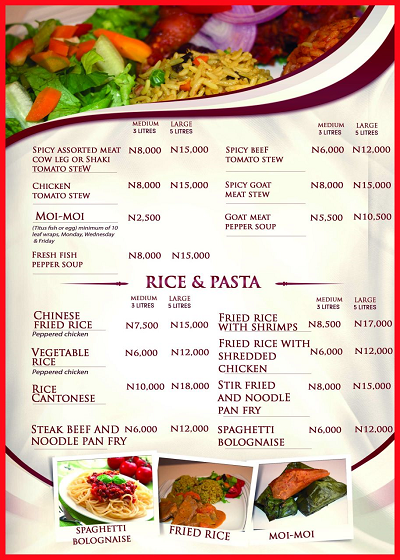 MEDIUM LARGE
3 LITRES 5 LITRES
SPICY ASSORTED MEAT N8,000 N15,000
COW LEG OR SHAKI
TOMATO STEW
CHICKEN N8,000 N15,000
TOMATO STEW
MOI-MOI N2,500
(Titus fish or egg) minimum of 10
leaf wraps, Monday, Wednesday
& Friday
FRESH FISH N8,000 N15,000
PEPPER SOUP
MEDIUM LARGE
3 LITRES 5 LITRES
SPICY BEEF N6,000 N12,000
TOMATO STEW
SPICY GOAT N8,000 N15,000
MEAT STEW
GOAT MEAT N5,500 N10,500
PEPPER SOUP
RICE & PASTA
MEDIUM LARGE
3 LITRES 5 LITRES
CHINESE
FRIED RICE N7,500 N15,000
Peppered chicken
VEGETABLE N6,000 N12,000
RICE
Peppered chicken
RICE N10,000 N18,000
CANTONESE
STEAK BEEF AND N6,000 N12,000
NOODLE PAN FRY
MEDIUM LARGE
3 LITRES 5 LITRES
FRIED RICE
WITH SHRIMPS N8,500 N17,000
FRIED RICE WITH
SHREDDED N6,000 N12,000
CHICKEN
STIR FRIED N8,000 N15,000
AND NOODLE
PAN FRY
SPAGHETTI N6,000 N12,000
BOLOGNAISE
SPAGHETTI
BOLOGNAISE
FRIED RICE
MOI-MOI